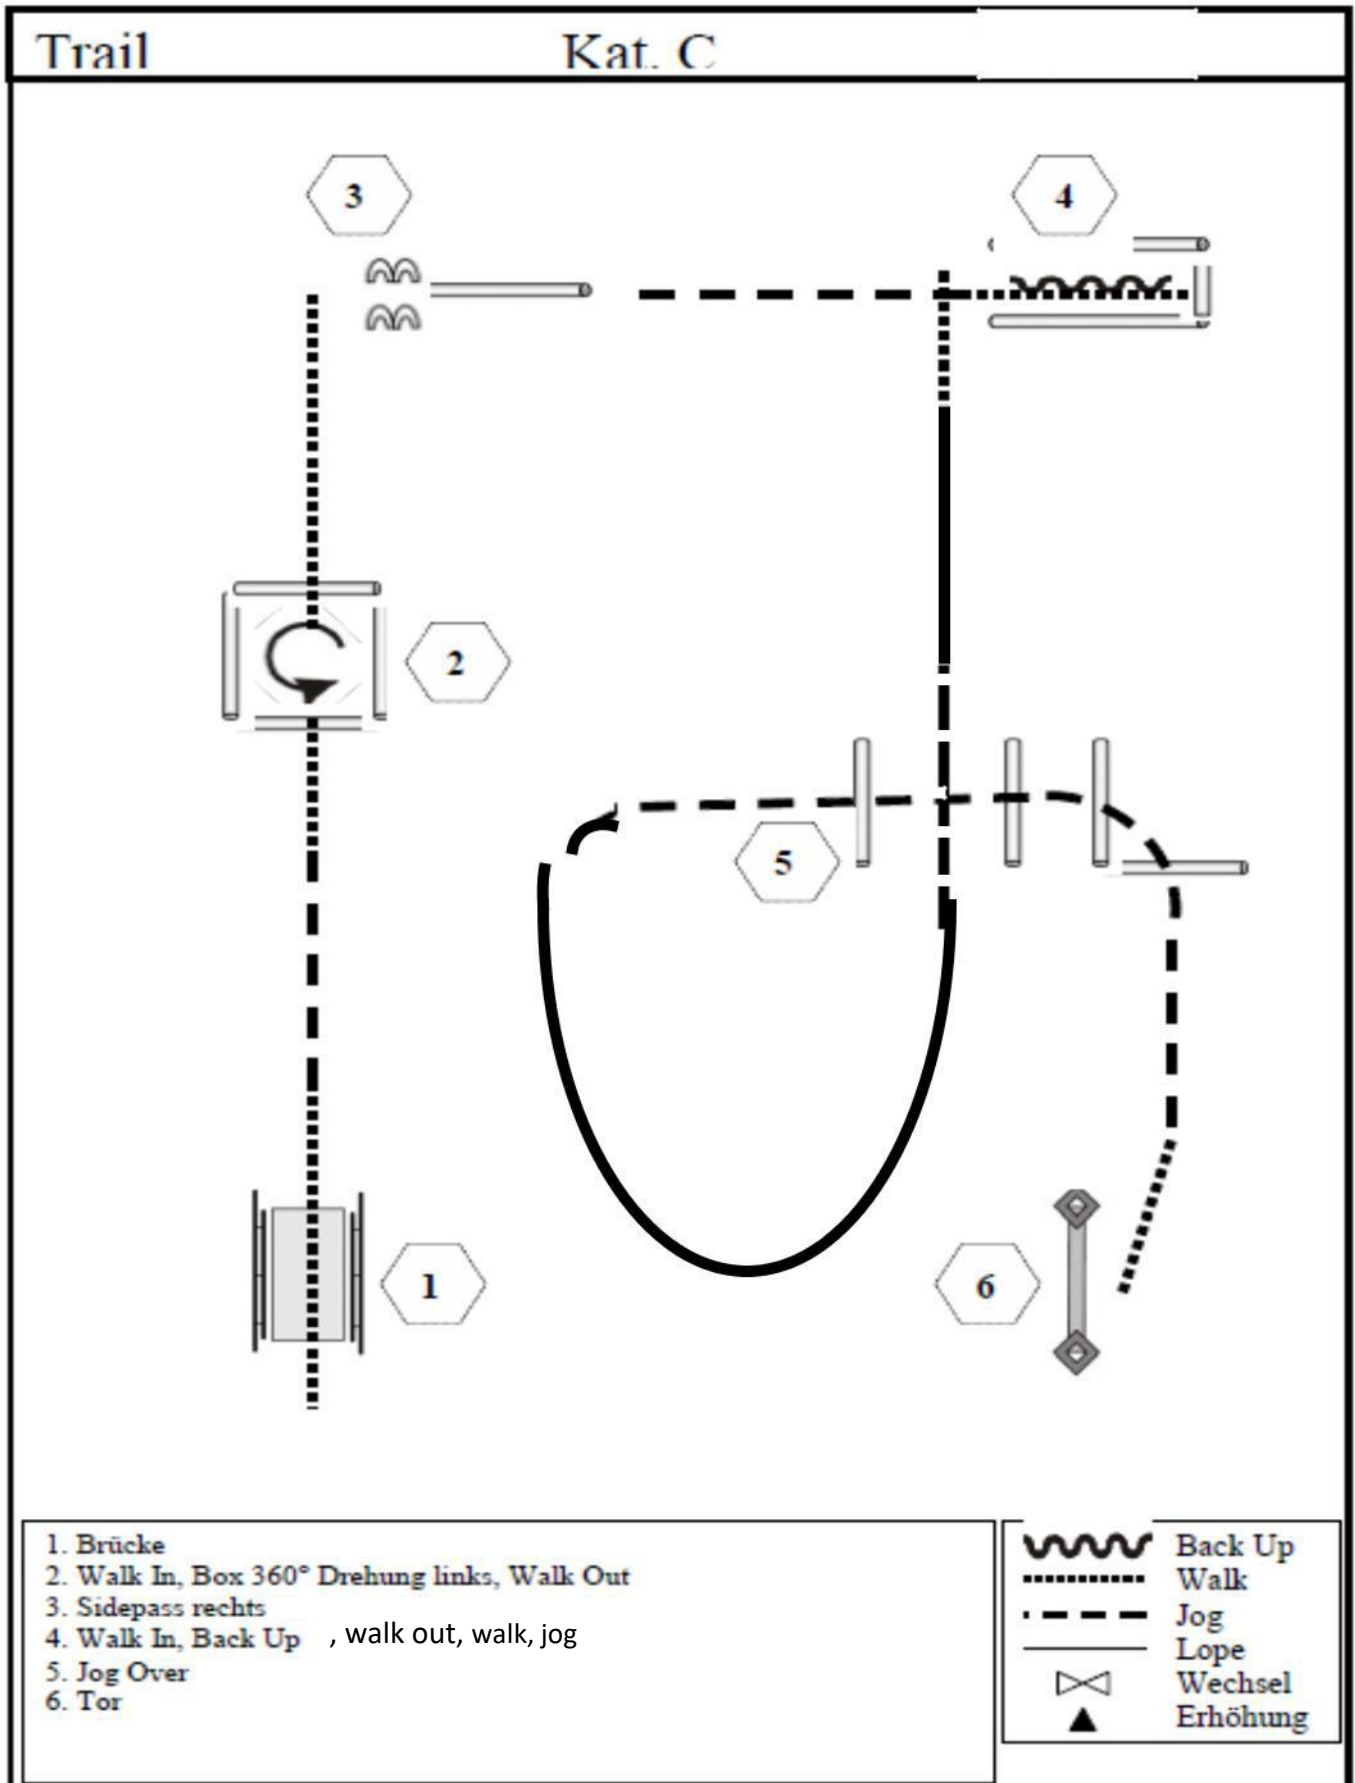 Trail Kat. C
3
4
2
5
1
6
1. Brücke
2. Walk In, Box 360° Drehung links, Walk Out
3. Sidepass rechts
4. Walk In, Back Up , walk out, walk, jog
5. Jog Over
6. Tor
Back Up
Walk
Jog
Lope
Wechsel
Erhöhung